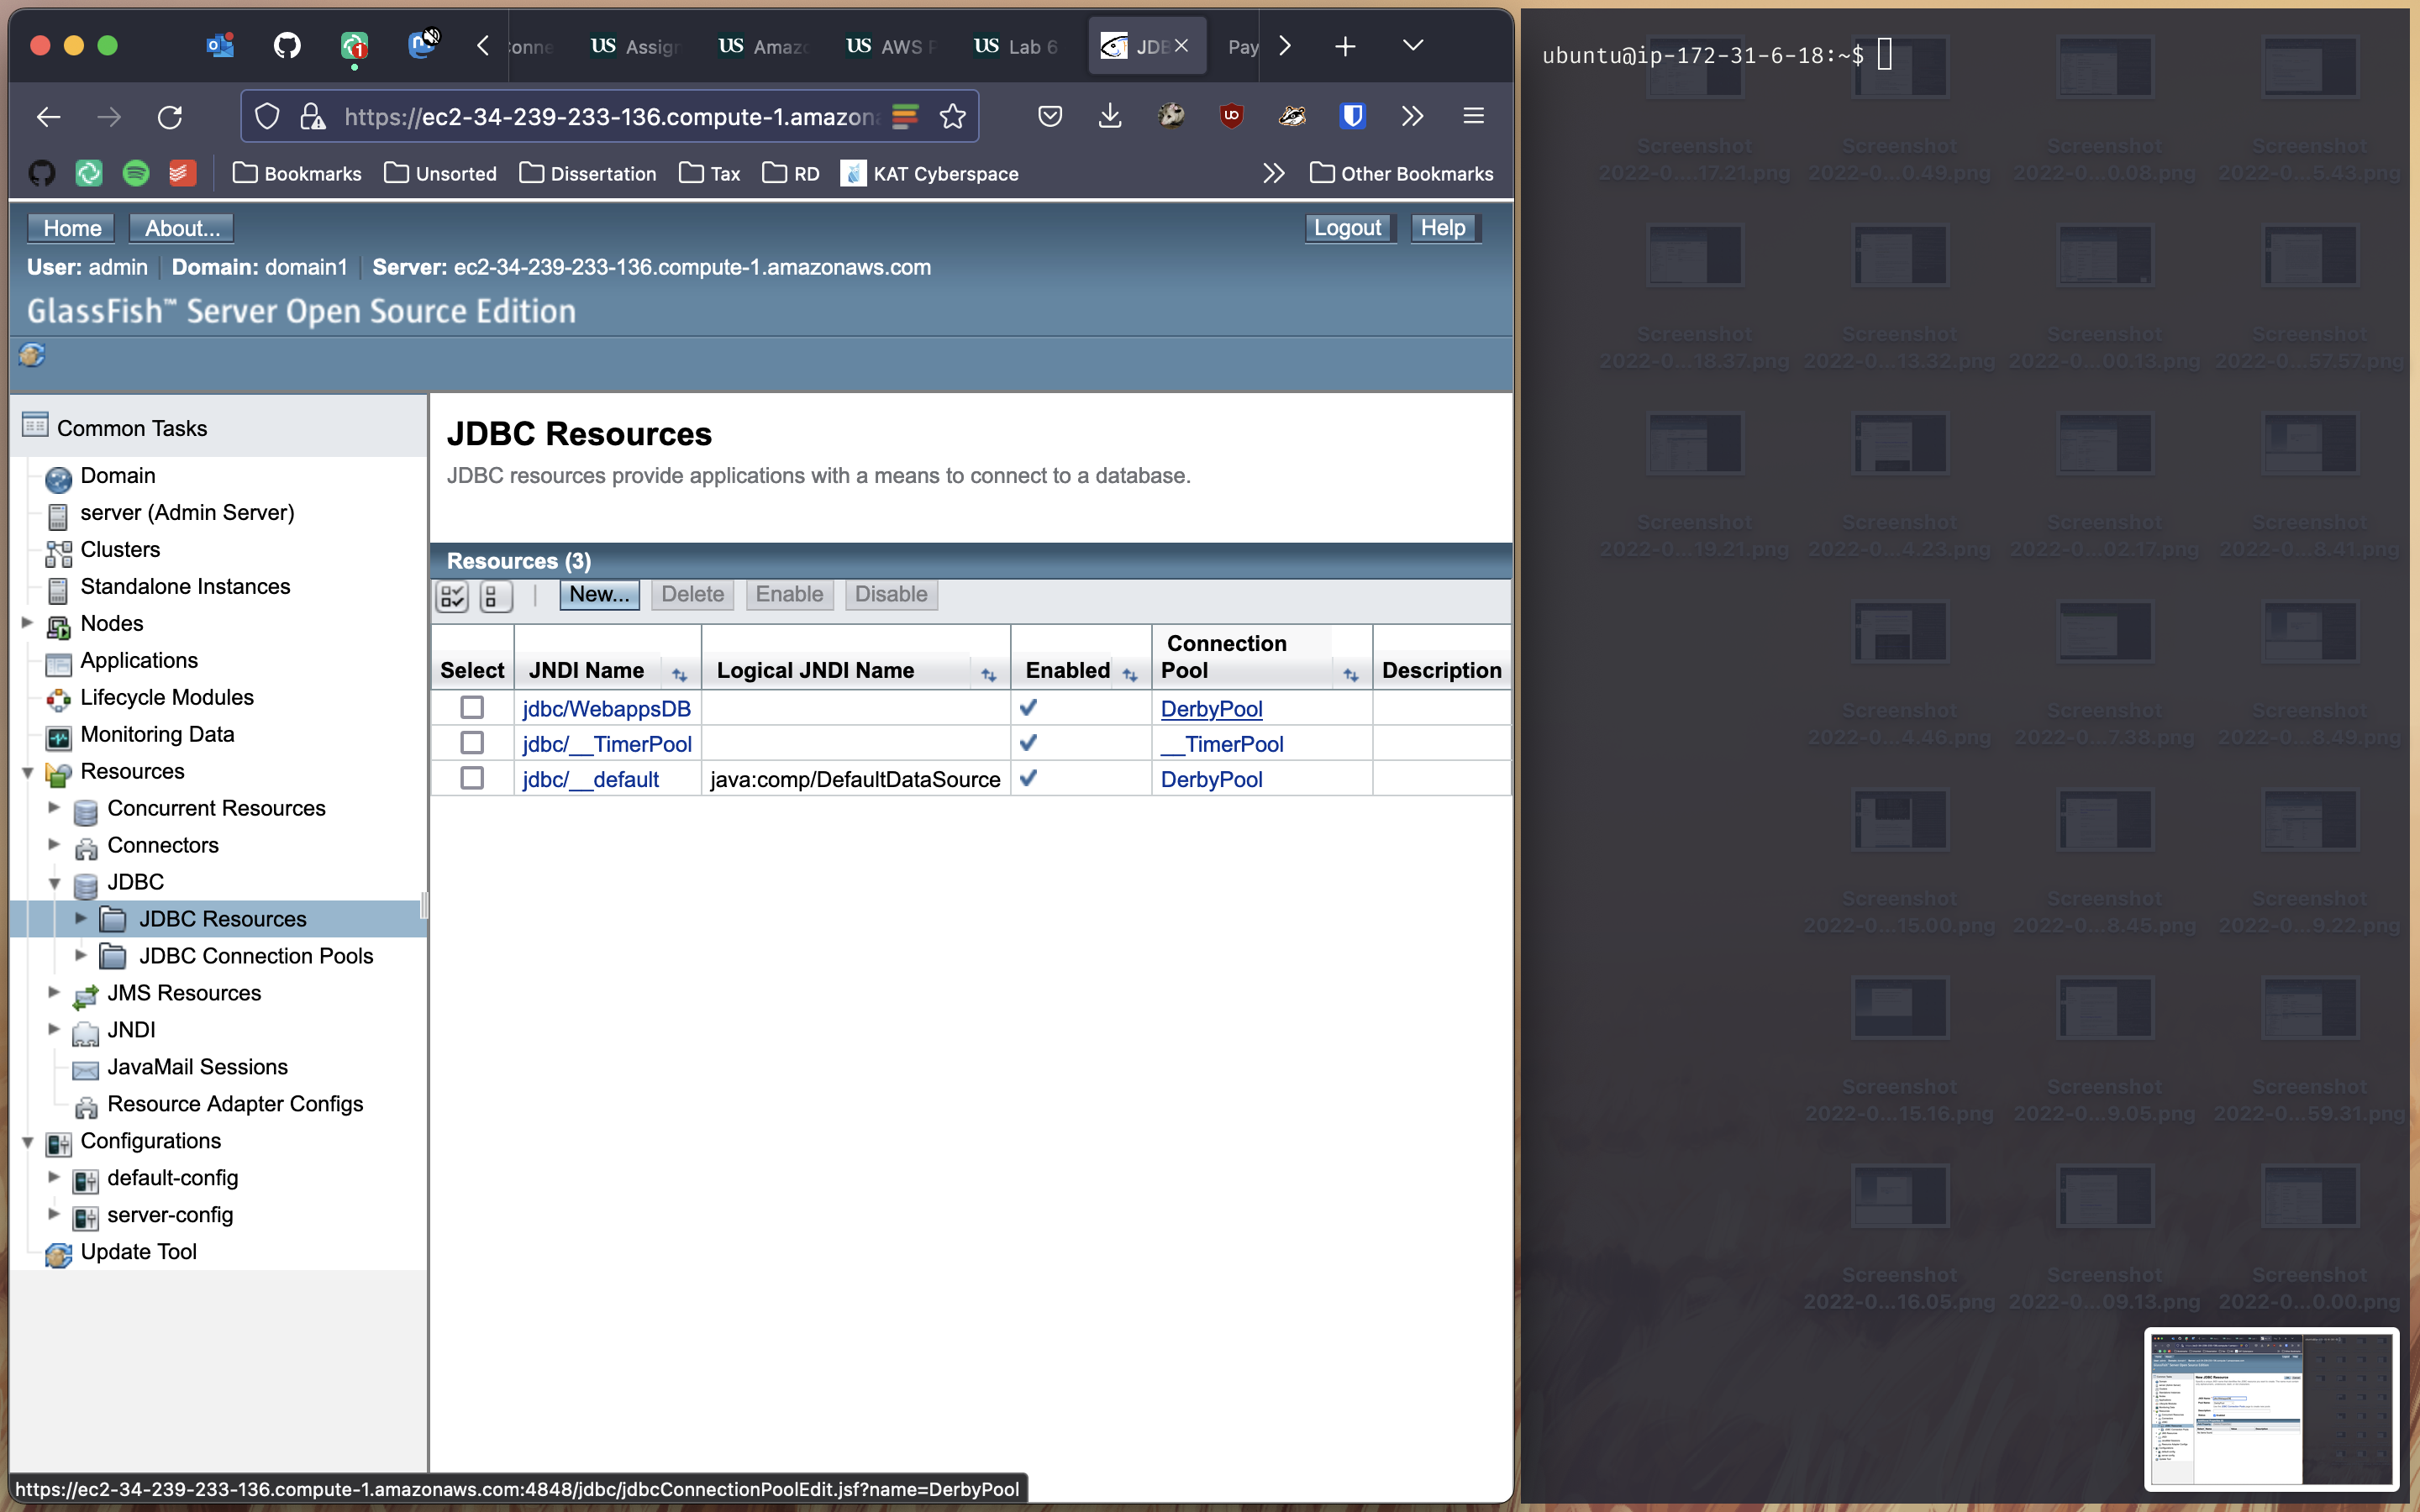 Assign
US
Amazo
US
AWS P
US
Lab 6
JDB
Pay
https://ec2-34-239-233-136.compute-1.amazon
Bookmarks
Unsorted
Dissertation
Tax
RD
KAT Cyberspace
Other Bookmarks
Home
About...
Logout
Help
User: admin
Domain: domain1
Server: ec2-34-239-233-136.compute-1.amazonaws.com
GlassFish™ Server Open Source Edition
Common Tasks
Domain
server (Admin Server)
Clusters
Standalone Instances
Nodes
Applications
Lifecycle Modules
Monitoring Data
Resources
Concurrent Resources
Connectors
JDBC
JDBC Resources
JDBC Connection Pools
JMS Resources
JNDI
JavaMail Sessions
Resource Adapter Configs
Configurations
default-config
server-config
Update Tool
JDBC Resources
JDBC resources provide applications with a means to connect to a database.
Resources (3)
New...
Delete
Enable
Disable
Select
JNDI Name
Logical JNDI Name
Enabled
Connection
Pool
Description
jdbc/WebappsDB
DerbyPool
jdbc/__TimerPool
__TimerPool
jdbc/__default
java:comp/DefaultDataSource
DerbyPool
https://ec2-34-239-233-136.compute-1.amazonaws.com:4848/jdbc/jdbcConnectionPoolEdit.jsf?name=DerbyPool
ubuntu@ip-172-31-6-18:~$
Screenshot
2022-0...17.21.png
Screenshot
2022-0...0.49.png
Screenshot
2022-0...0.08.png
Screenshot
2022-0...5.43.png
Screenshot
2022-0...18.37.png
Screenshot
2022-0...13.32.png
Screenshot
2022-0...00.13.png
Screenshot
2022-0...57.57.png
Screenshot
2022-0...19.21.png
Screenshot
2022-0...4.23.png
Screenshot
2022-0...02.17.png
Screenshot
2022-0...8.41.png
Screenshot
2022-0...4.46.png
Screenshot
2022-0...7.38.png
Screenshot
2022-0...8.49.png
Screenshot
2022-0...15.00.png
Screenshot
2022-0...8.45.png
Screenshot
2022-0...9.22.png
Screenshot
2022-0...15.16.png
Screenshot
2022-0...9.05.png
Screenshot
2022-0...59.31.png
Screenshot
2022-0...16.05.png
Screenshot
2022-0...09.13.png
Screenshot
2022-0...0.00.png